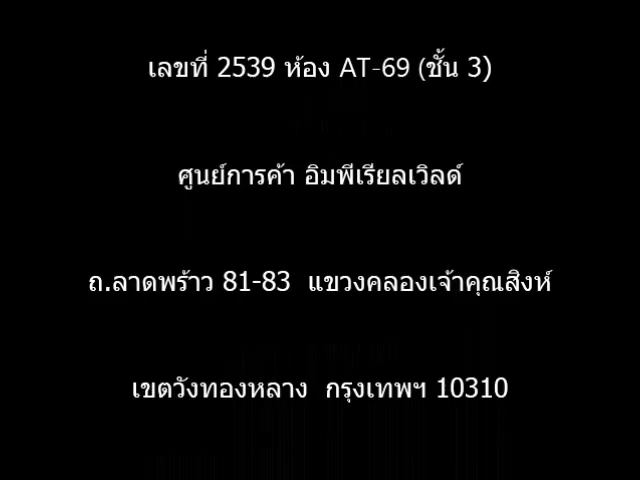 เลขที่ 2539 ห้อง AT-69 (ชั้น 3)
ศูนย์การค้า อิมพีเรียลเวิลด์
ถ.ลาดพร้าว 81-83 แขวงคลองเจ้าคุณสิงห์
เขตวังทองหลาง กรุงเทพฯ 10310